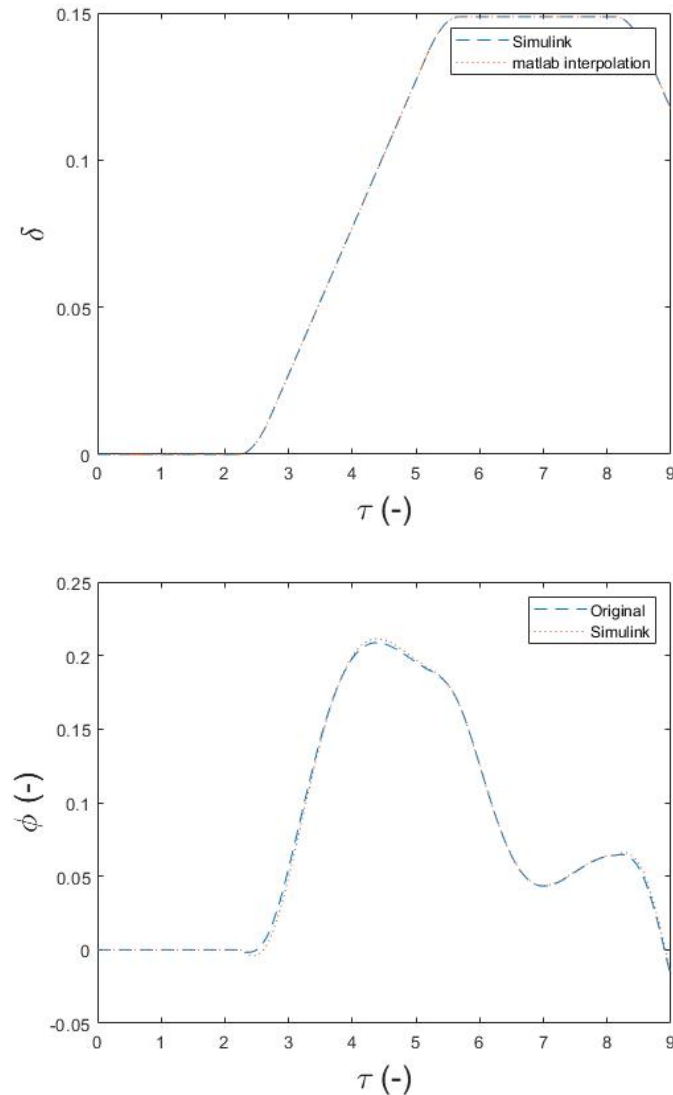 0.15
Simulink
matlab interpolation
0.1
δ
0.05
0
0 1 2 3 4 5 6 7 8 9
τ (-)
0.25
Original
Simulink
0.2
0.15
ϕ (-)
0.1
0.05
0
-0.05
0 1 2 3 4 5 6 7 8 9
τ (-)